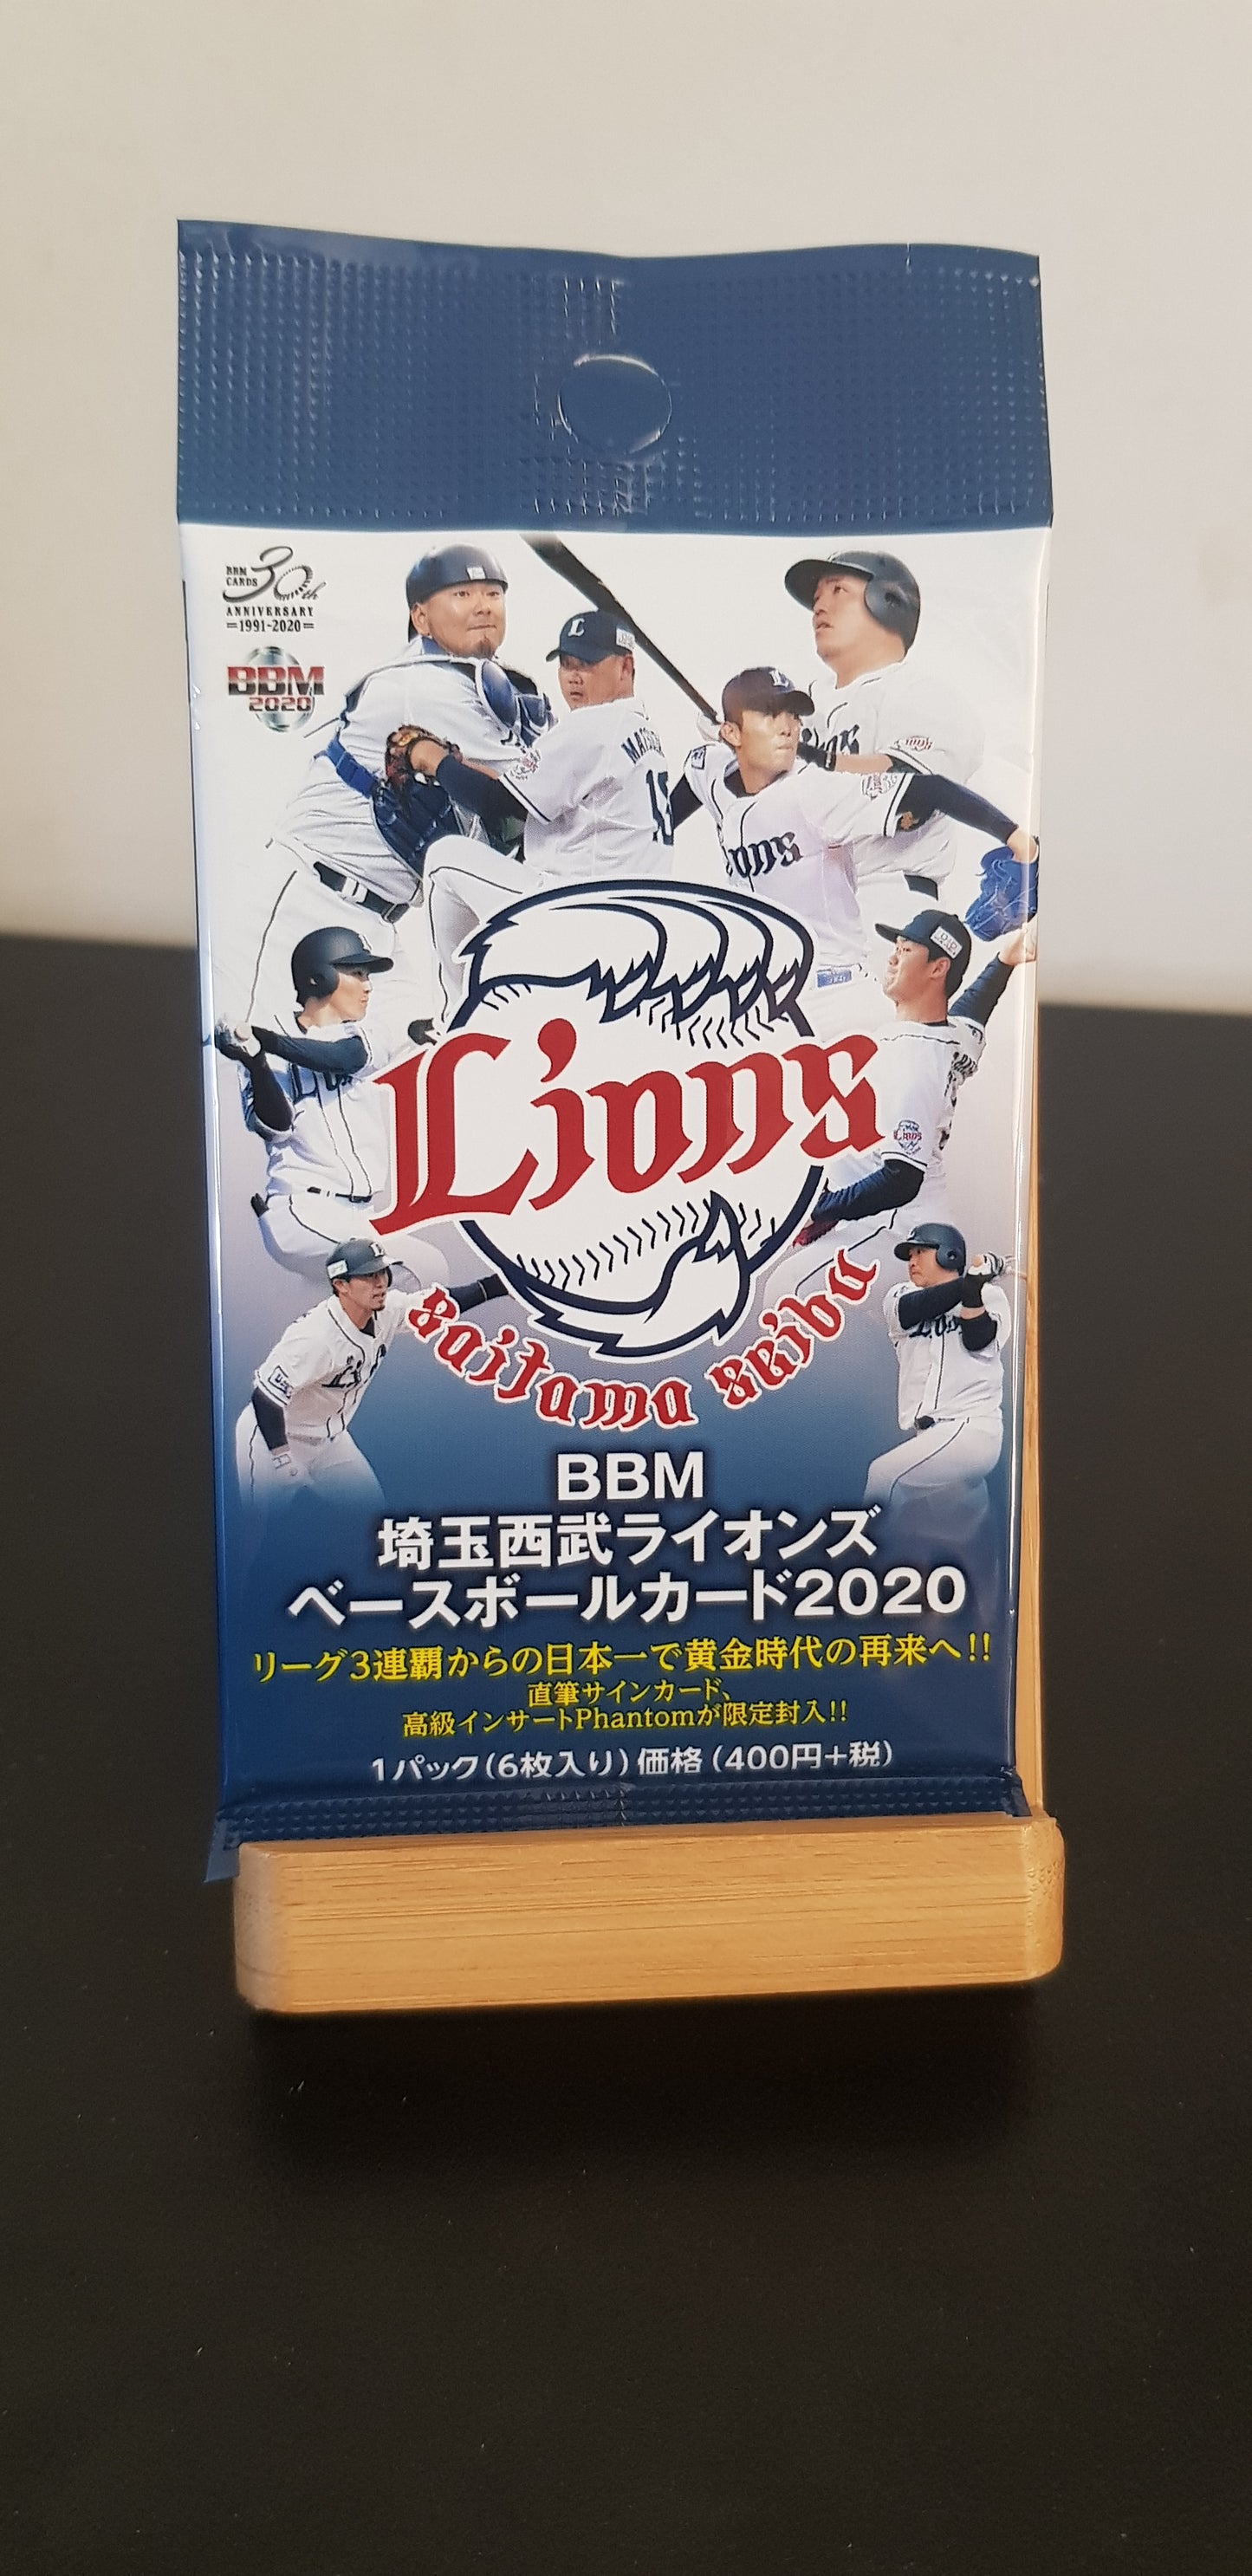 BBM
CARDS 30th
ANNIVERSARY
1991-2020
BBM
2020
L
Lions
saitama seibu
BBM
埼玉西武ライオンズ
ベースボールカード2020
リーグ3連覇からの日本一で黄金時代の再来へ!!
直筆サインカード、
高級インサートPhantomが限定封入!!
1パック(6枚入り)価格(400円+税)